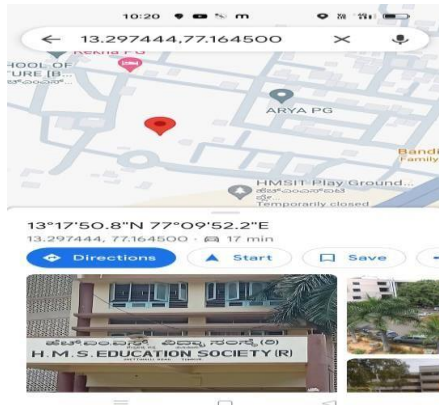 10:20
13.297444,77.164500
Rekha PG
HOOL OF
URE [B...
ARYA PG
Bandi
Family
HMSIT Play Ground...
Temporarily closed
13°17'50.8"N 77°09'52.2"E
13.297444, 77.164500 · 17 min
Directions
Start
Save
ಹೆಚ್.ಎಂ.ಎಸ್. ವಿದ್ಯಾ ಸಂಸ್ಥೆ (ರಿ)
H.M.S.EDUCATION SOCIETY (R)